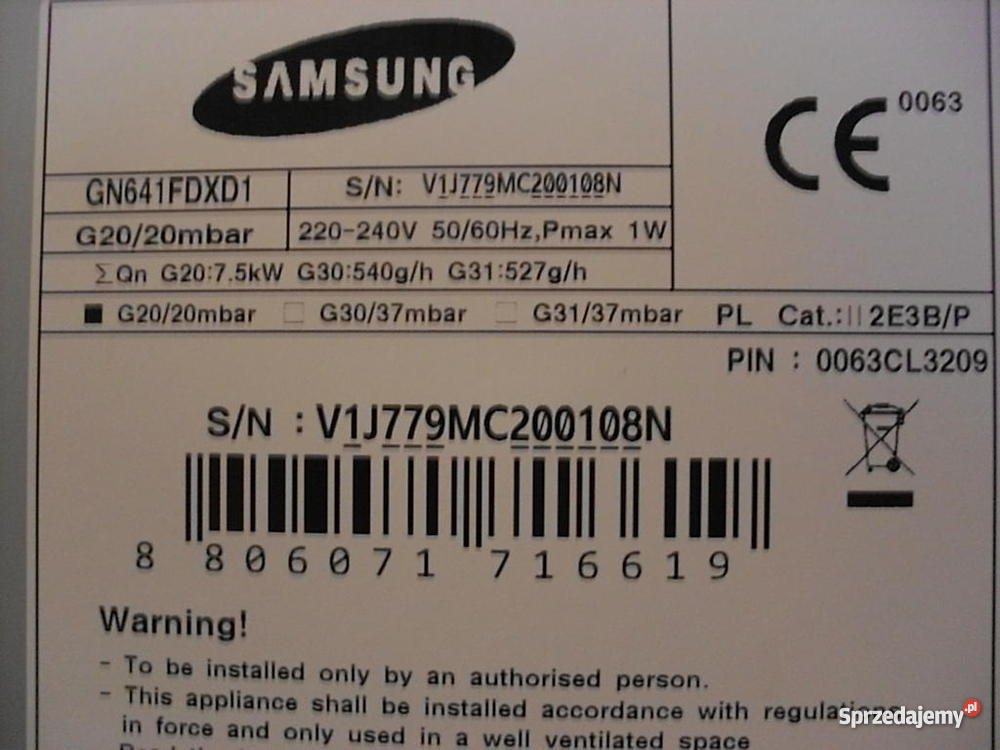 SAMSUNG
CE 0063
GN641FDXD1 S/N: V1J779MC200108N
G20/20mbar 220-240V 50/60Hz,Pmax 1W
∑Qn G20:7.5kW G30:540g/h G31:527g/h
■ G20/20mbar □ G30/37mbar □ G31/37mbar PL Cat.:II 2E3B/P
PIN : 0063CL3209
S/N : V1J779MC200108N
8 806071 716619
Warning!
- To be installed only by an authorised person.
- This appliance shall be installed accordance with regulations
in force and only used in a well ventilated space
Sprzedajemy.pl